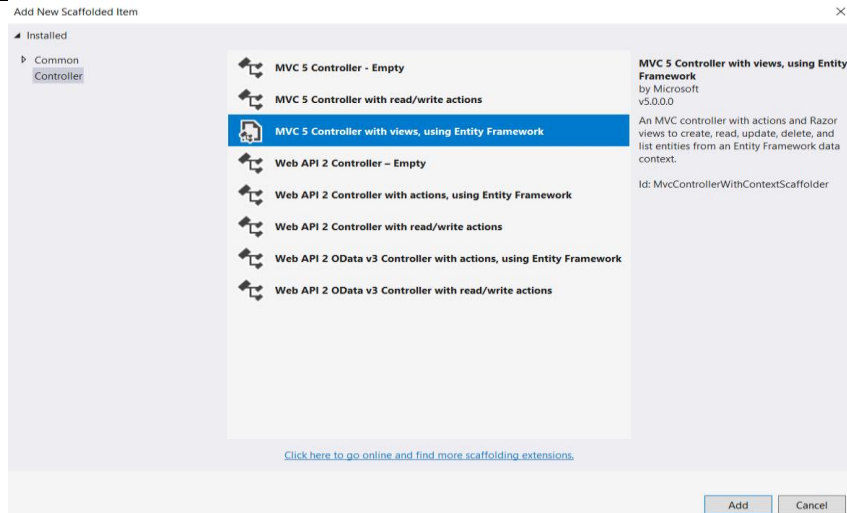 Add New Scaffolded Item
Installed
Common
Controller
MVC 5 Controller - Empty
MVC 5 Controller with read/write actions
MVC 5 Controller with views, using Entity Framework
Web API 2 Controller – Empty
Web API 2 Controller with actions, using Entity Framework
Web API 2 Controller with read/write actions
Web API 2 OData v3 Controller with actions, using Entity Framework
Web API 2 OData v3 Controller with read/write actions
Click here to go online and find more scaffolding extensions.
MVC 5 Controller with views, using Entity
Framework
by Microsoft
v5.0.0.0
An MVC controller with actions and Razor
views to create, read, update, delete, and
list entities from an Entity Framework data
context.
Id: MvcControllerWithContextScaffolder
Add
Cancel